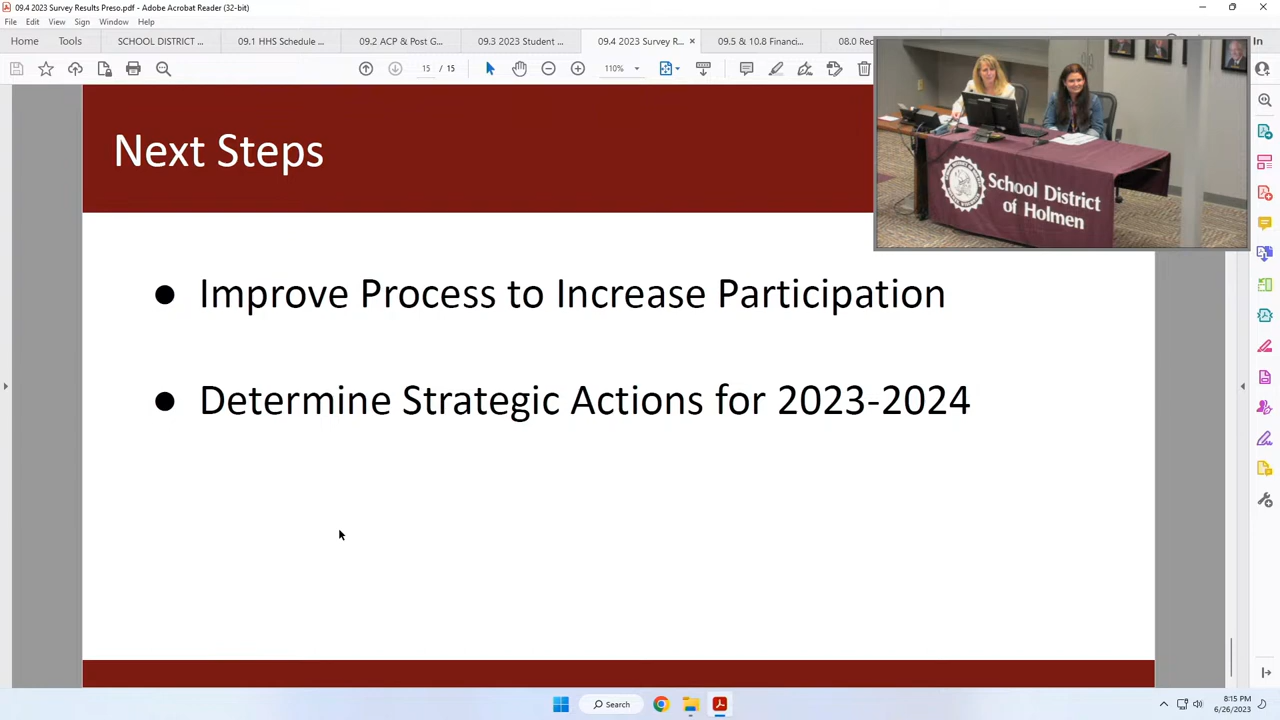 09.4 2023 Survey Results Preso.pdf - Adobe Acrobat Reader (32-bit)
File Edit View Sign Window Help
Home Tools SCHOOL DISTRICT ... 09.1 HHS Schedule ... 09.2 ACP & Post G... 09.3 2023 Student ... 09.4 2023 Survey R... × 09.5 & 10.8 Financi... 08.0 Rec In
15 / 15 110%
Next Steps
School District
of Holmen
● Improve Process to Increase Participation
● Determine Strategic Actions for 2023-2024
Search
8:15 PM
6/26/2023